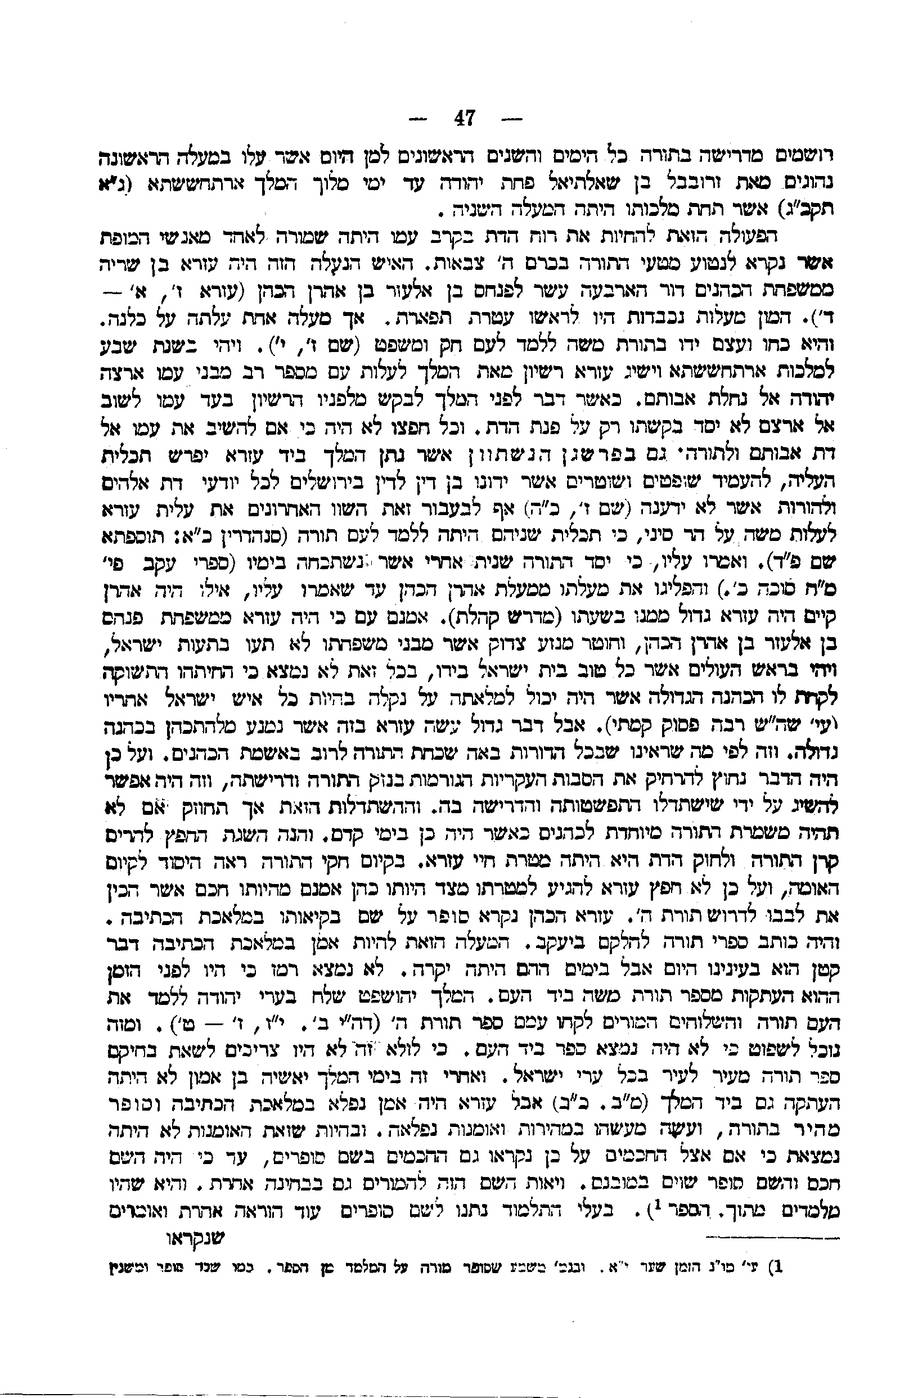 — 47 —
רושמים מדרישה בתורה כל הימים והשנים הראשונים למן היום אשר עלו במעלה הראשונה
נהוגים מאת זרובבל בן שאלתיאל פחת יהודה עד ימי מלוך המלך ארתחששתא (ג"א
תקכ"ג) אשר תחת מלכותו היתה המעלה השניה .
הפעולה הזאת להחיות את רוח הדת בקרב עמו היתה שמורה לאחד מאנשי המופת
אשר נקרא לנטוע מטעי התורה בכרם ה' צבאות. האיש הנעלה הזה היה עזרא בן שריה
ממשפחת הכהנים דור הארבעה עשר לפנחס בן אלעזר בן אהרן הכהן (עזרא ז', א' —
ד'). המון מעלות נכבדות היו לראשו עטרת תפארת. אך מעלה אחת עלתה על כלנה.
והיא כחו ועצם ידו בתורת משה ללמד לעם חק ומשפט (שם ז', י'). ויהי בשנת שבע
למלכות ארתחששתא וישיג עזרא רשיון מאת המלך לעלות עם מספר רב מבני עמו ארצה
יהודה אל נחלת אבותם. כאשר דבר לפני המלך לבקש מלפניו הרשיון בעד עמו לשוב
אל ארצם לא יסד בקשתו רק על פנת הדת. וכל חפצו לא היה כי אם להשיב את עמו אל
דת אבותם ולתורה· גם בפרשגן הנשתוון אשר נתן המלך ביד עזרא יפרש תכלית
העליה, להעמיד שופטים ושוטרים אשר ידונו בן דין לדין בירושלים לכל יודעי דת אלהים
ולהורות אשר לא ידענה (שם ז', כ"ה) אף לבעבור זאת השוו האחרונים את עלית עזרא
לעלות משה על הר סיני, כי תכלית שניהם היתה ללמד לעם תורה (סנהדרין כ"א: תוספתא
שם פ"ד). ואמרו עליו, כי יסד התורה שנית אחרי אשר נשתכחה בימיו (ספרי עקב פי'
מ"ח סוכה כ'.) והפליגו את מעלתו ממעלת אהרן הכהן עד שאמרו עליו, אילו היה אהרן
קיים היה עזרא גדול ממנו בשעתו (מדרש קהלת). אמנם עם כי היה עזרא ממשפחת פנחס
בן אלעזר בן אהרן הכהן, וחוטר מגזע צדוק אשר מבני משפחתו לא תעו בתעות ישראל,
ויהי בראש העולים אשר כל טוב בית ישראל בידו, בכל זאת לא נמצא כי החיתהו התשוקה
לקחת לו הכהנה הגדולה אשר היה יכול למלאתה על נקלה בהיות כל איש ישראל אחריו
(עי' שה"ש רבה פסוק קמתי). אבל דבר גדול עשה עזרא בזה אשר נמנע מלהתכהן בכהנה
גדולה. וזה לפי מה שראינו שבכל הדורות באה שכחת התורה לרוב באשמת הכהנים. ועל כן
היה הדבר נחוץ להרחיק את הסבות העקריות הגורמות בנזק התורה ודרישתה, וזה היה אפשר
להשיג על ידי שישתדלו התפשטותה והדרישה בה. וההשתדלות הזאת אך תחוזק אם לא
תהיה משמרת התורה מיוחדת לכהנים כאשר היה כן בימי קדם. והנה השגת החפץ להרים
קרן התורה ולחזק הדת היא היתה מטרת חיי עזרא. בקיום חקי התורה ראה היסוד לקיום
האומה, ועל כן לא חפץ עזרא להגיע למטרתו מצד היותו כהן אמנם מהיותו חכם אשר הכין
את לבבו לדרוש תורת ה'. עזרא הכהן נקרא סופר על שם בקיאותו במלאכת הכתיבה .
והיה כותב ספרי תורה לחלקם ביעקב. המעלה הזאת להיות אמן במלאכת הכתיבה דבר
קטן הוא בעינינו היום אבל בימים ההם היתה יקרה. לא נמצא רמז כי היו לפני הזמן
ההוא העתקות מספר תורת משה ביד העם. המלך יהושפט שלח בערי יהודה ללמד את
העם תורה והשלוחים המורים לקחו עמם ספר תורת ה' (דה"י ב'. י"ז, ז' — ט'). ומזה
נוכל לשפוט כי לא היה נמצא ספר ביד העם. כי לולא זה לא היו צריכים לשאת בחיקם
ספר תורה מעיר לעיר בכל ערי ישראל. ואחרי זה בימי המלך יאשיה בן אמון לא היתה
העתקה גם ביד המלך (מ"ב. כ"ב) אבל עזרא היה אמן נפלא במלאכת הכתיבה וסופר
מהיר בתורה, ועשה מעשהו במהירות ואומנות נפלאה. ובהיות שזאת האומנות לא היתה
נמצאת כי אם אצל החכמים על כן נקראו גם החכמים בשם סופרים, עד כי היה השם
חכם והשם סופר שוים במובנם. ויאות השם הזה להמורים גם בבחינה אחרת. והיא שהיו
מלמדים מתוך הספר ¹). בעלי התלמוד נתנו לשם סופרים עוד הוראה אחרת ואומרים
שנקראו
1) עי' מו"נ הזמן שער י"א. ובגמ' משמע שסופר מורה על המלמד מן הספר. כמו שכר סופר ומשנין